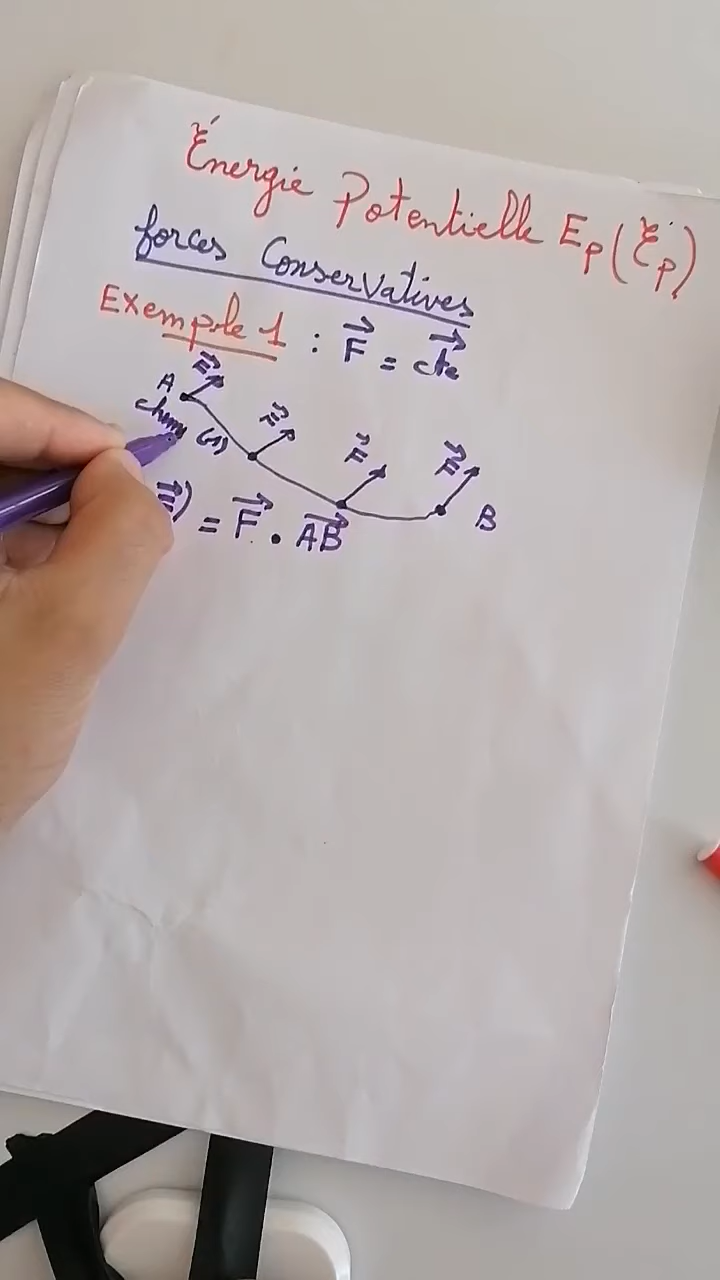 Énergie Potentielle Ep (Ɛp)
forces Conservatives
Exemple 1 : F⃗ = cte⃗
A F⃗ F⃗ F⃗ F⃗ B
(1)
F⃗) = F⃗ . AB⃗